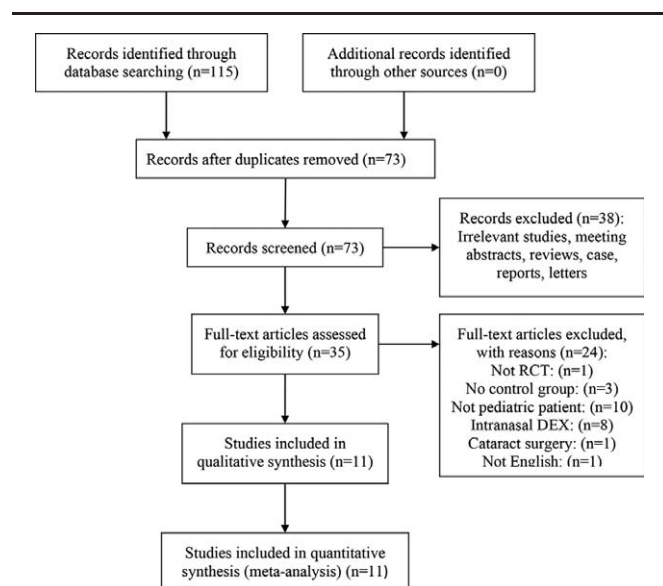 Records identified through
database searching (n=115)
Additional records identified
through other sources (n=0)
Records after duplicates removed (n=73)
Records screened (n=73)
Records excluded (n=38):
Irrelevant studies, meeting
abstracts, reviews, case,
reports, letters
Full-text articles assessed
for eligibility (n=35)
Full-text articles excluded,
with reasons (n=24):
Not RCT: (n=1)
No control group: (n=3)
Not pediatric patient: (n=10)
Intranasal DEX: (n=8)
Cataract surgery: (n=1)
Not English: (n=1)
Studies included in
qualitative synthesis (n=11)
Studies included in quantitative
synthesis (meta-analysis) (n=11)